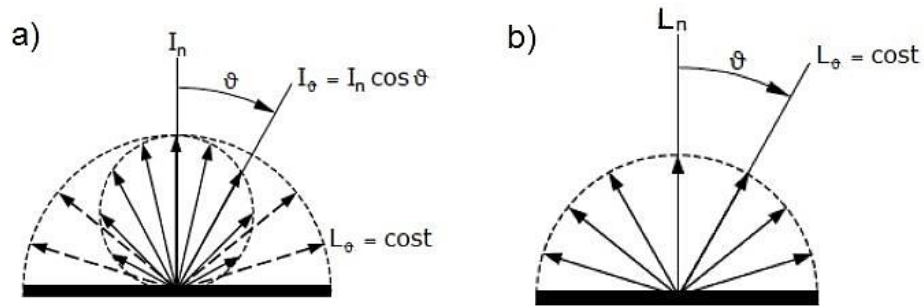 a)
Iₙ
ϑ
I_ϑ = Iₙ cos ϑ
L_ϑ = cost
b)
Lₙ
ϑ
L_ϑ = cost